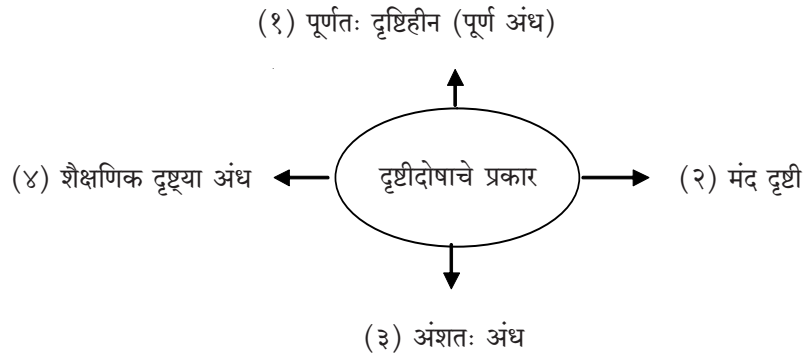 (१) पूर्णतः दृष्टिहीन (पूर्ण अंध)
(४) शैक्षणिक दृष्ट्या अंध
दृष्टीदोषाचे प्रकार
(२) मंद दृष्टी
(३) अंशतः अंध